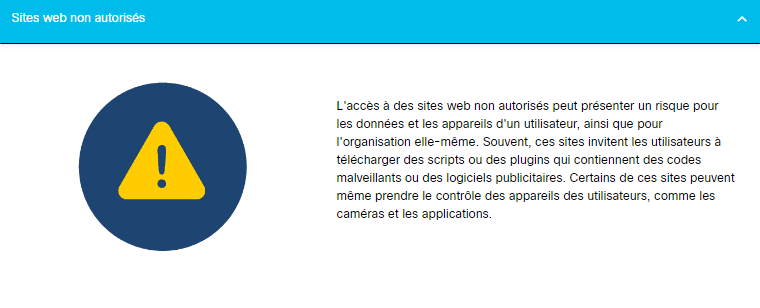 Sites web non autorisés
L'accès à des sites web non autorisés peut présenter un risque pour
les données et les appareils d'un utilisateur, ainsi que pour
l'organisation elle-même. Souvent, ces sites invitent les utilisateurs à
télécharger des scripts ou des plugins qui contiennent des codes
malveillants ou des logiciels publicitaires. Certains de ces sites peuvent
même prendre le contrôle des appareils des utilisateurs, comme les
caméras et les applications.